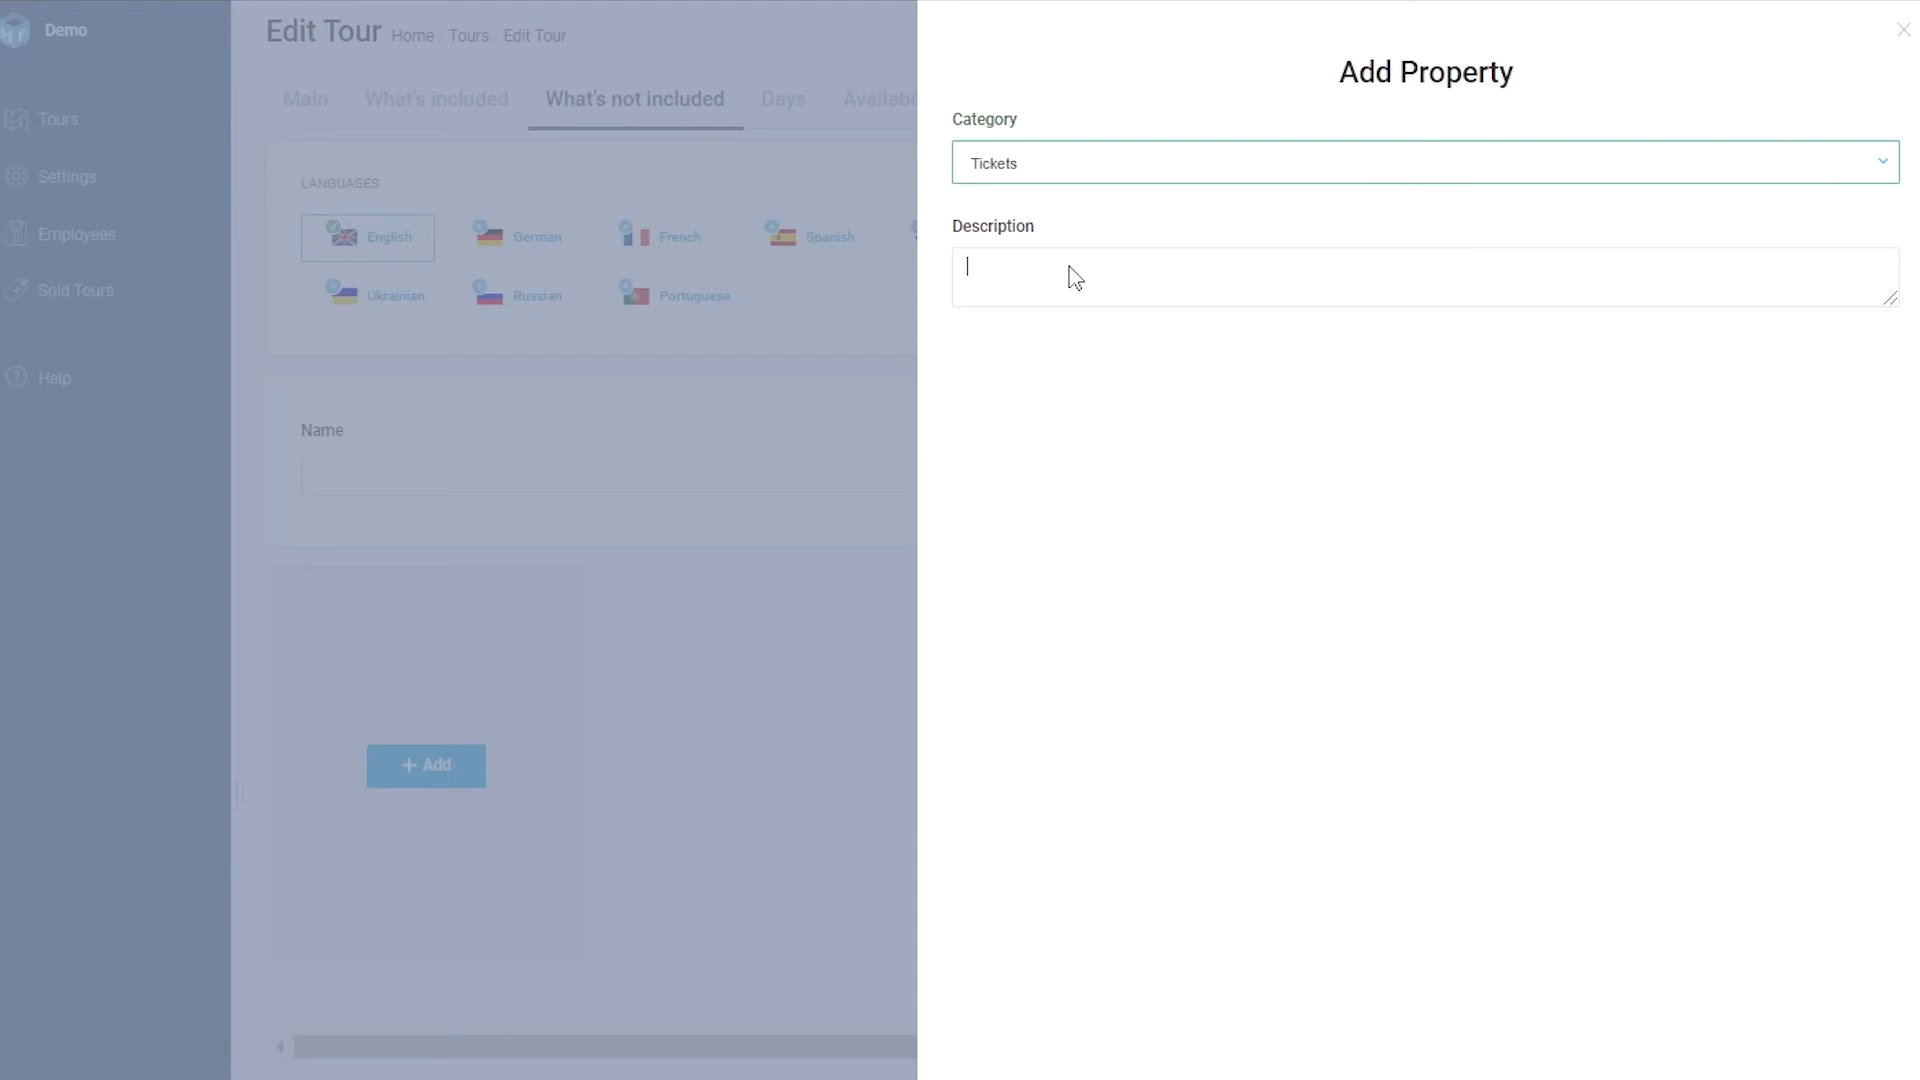 Demo
Tours
Settings
Employees
Sold Tours
Help
Edit Tour Home / Tours / Edit Tour
Main What's included What's not included Days
LANGUAGES
English German French Spanish
Ukrainian Russian Portuguese
Name
+ Add
Add Property
Category
Tickets
Description